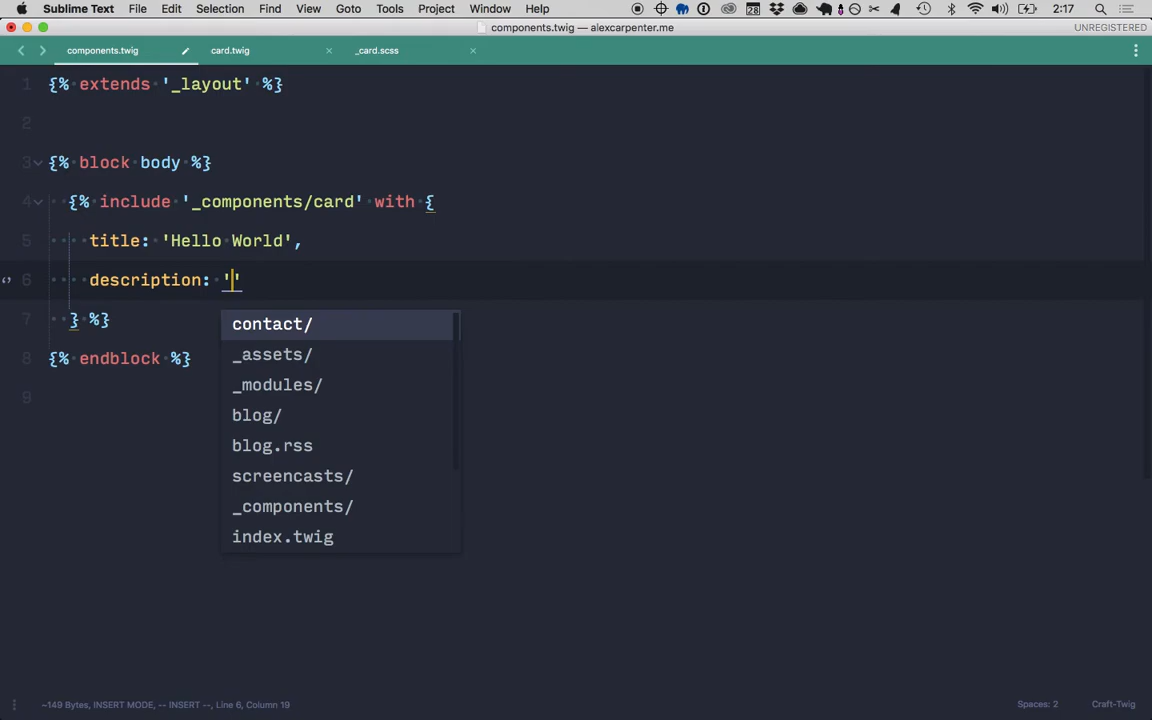 Sublime Text File Edit Selection Find View Goto Tools Project Window Help 28 2:17
components.twig — alexcarpenter.me UNREGISTERED
components.twig card.twig _card.scss
1 {% extends '_layout' %}
2
3 {% block body %}
4 {% include '_components/card' with {
5 title: 'Hello World',
6 description: ''
7 } %}
8 {% endblock %}
9
contact/
_assets/
_modules/
blog/
blog.rss
screencasts/
_components/
index.twig
~149 Bytes, INSERT MODE, -- INSERT --, Line 6, Column 19 Spaces: 2 Craft-Twig